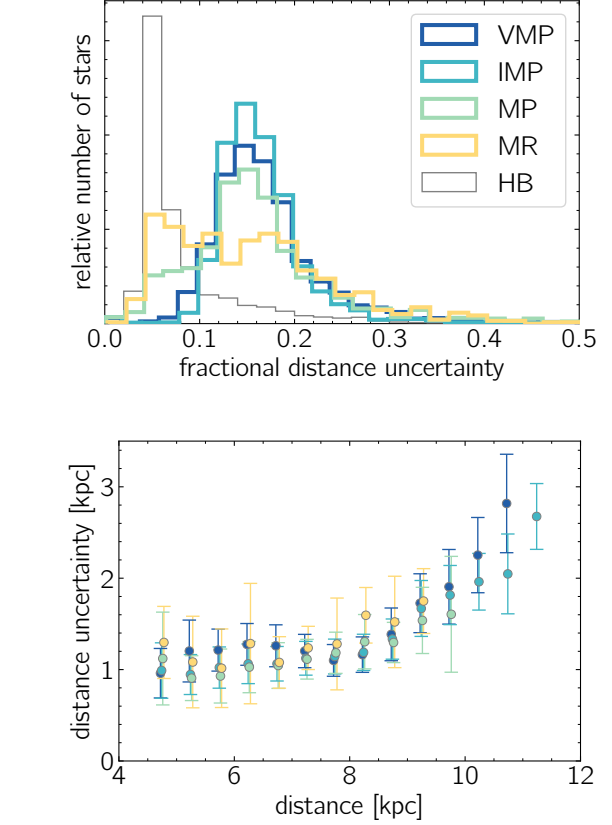 relative number of stars
VMP
IMP
MP
MR
HB
0.0 0.1 0.2 0.3 0.4 0.5
fractional distance uncertainty
distance uncertainty [kpc]
3
2
1
0
4 6 8 10 12
distance [kpc]